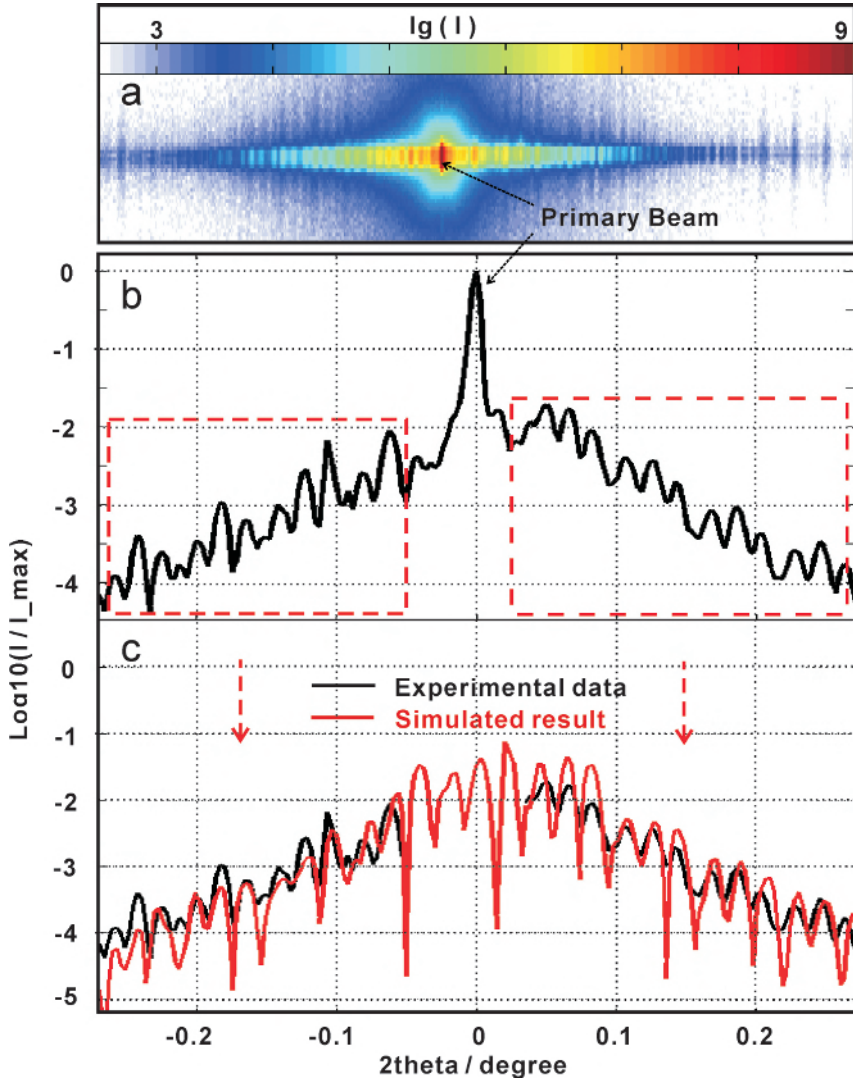 lg ( I )
3
9
a
Primary Beam
b
0
-1
-2
-3
-4
Log10(I / I_max)
c
0
-1
-2
-3
-4
-5
Experimental data
Simulated result
-0.2
-0.1
0
0.1
0.2
2theta / degree